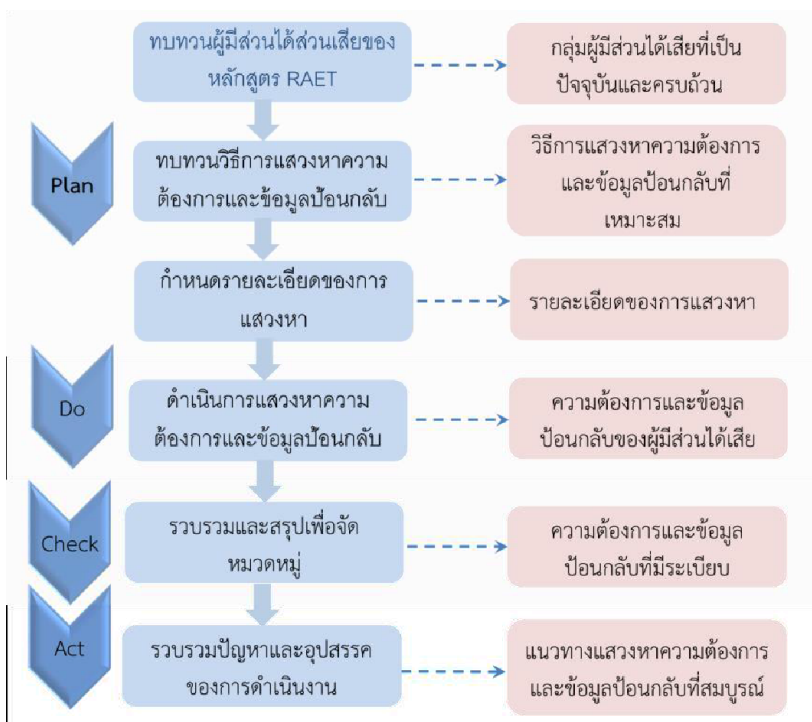 ทบทวนผู้มีส่วนได้ส่วนเสียของ
หลักสูตร RAET
กลุ่มผู้มีส่วนได้เสียที่เป็น
ปัจจุบันและครบถ้วน
Plan
ทบทวนวิธีการแสวงหาความ
ต้องการและข้อมูลป้อนกลับ
วิธีการแสวงหาความต้องการ
และข้อมูลป้อนกลับที่
เหมาะสม
กำหนดรายละเอียดของการ
แสวงหา
รายละเอียดของการแสวงหา
Do
ดำเนินการแสวงหาความ
ต้องการและข้อมูลป้อนกลับ
ความต้องการและข้อมูล
ป้อนกลับของผู้มีส่วนได้เสีย
Check
รวบรวมและสรุปเพื่อจัด
หมวดหมู่
ความต้องการและข้อมูล
ป้อนกลับที่มีระเบียบ
Act
รวบรวมปัญหาและอุปสรรค
ของการดำเนินงาน
แนวทางแสวงหาความต้องการ
และข้อมูลป้อนกลับที่สมบูรณ์